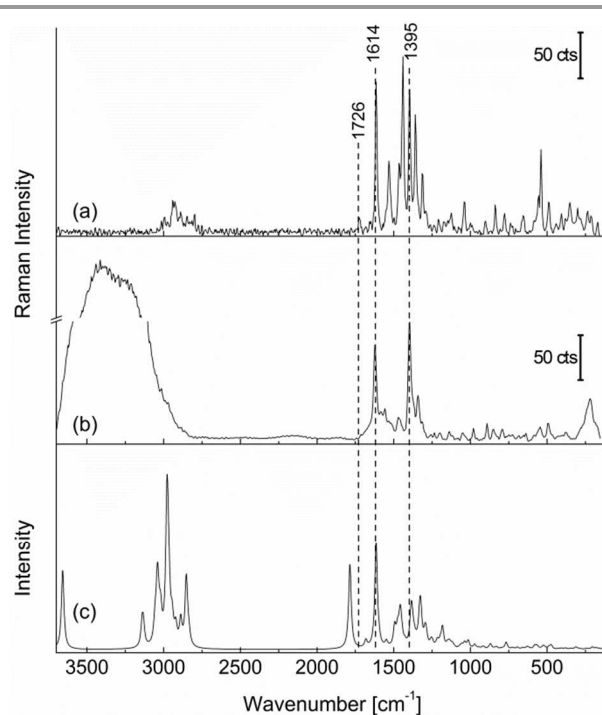 1726
1614
1395
50 cts
(a)
Raman Intensity
50 cts
(b)
Intensity
(c)
3500 3000 2500 2000 1500 1000 500
Wavenumber [cm⁻¹]